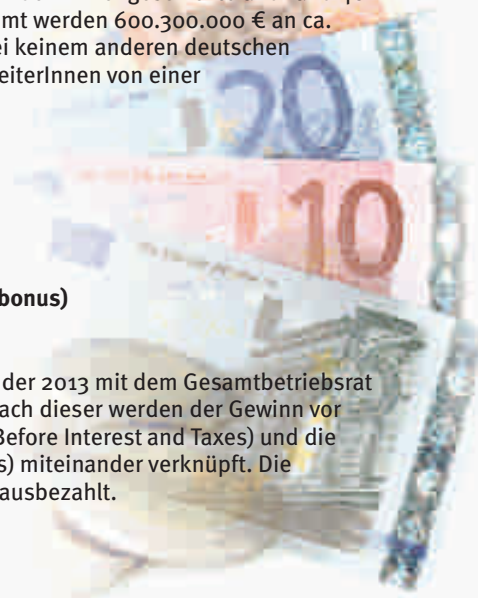 mt werden 600.300.000 € an ca.
ei keinem anderen deutschen
eiterInnen von einer
20
10
bonus)
der 2013 mit dem Gesamtbetriebsrat
ach dieser werden der Gewinn vor
Before Interest and Taxes) und die
s) miteinander verknüpft. Die
ausbezahlt.